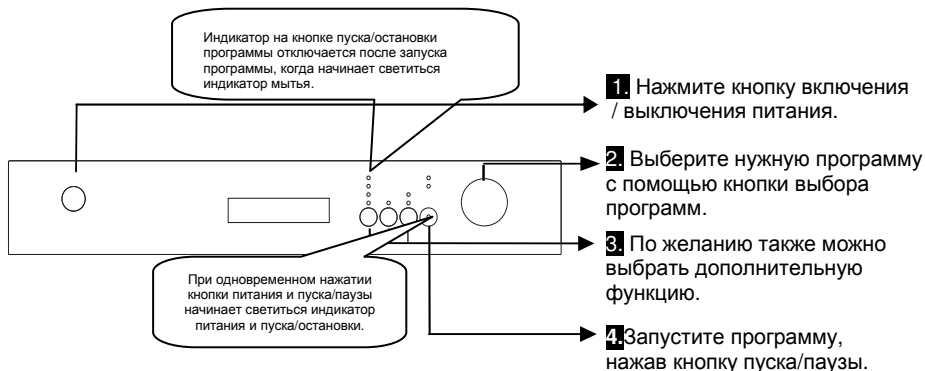 Индикатор на кнопке пуска/остановки
программы отключается после запуска
программы, когда начинает светиться
индикатор мытья.
1. Нажмите кнопку включения
/ выключения питания.
2. Выберите нужную программу
с помощью кнопки выбора
программ.
3. По желанию также можно
выбрать дополнительную
функцию.
При одновременном нажатии
кнопки питания и пуска/паузы
начинает светиться индикатор
питания и пуска/остановки.
4.Запустите программу,
нажав кнопку пуска/паузы.